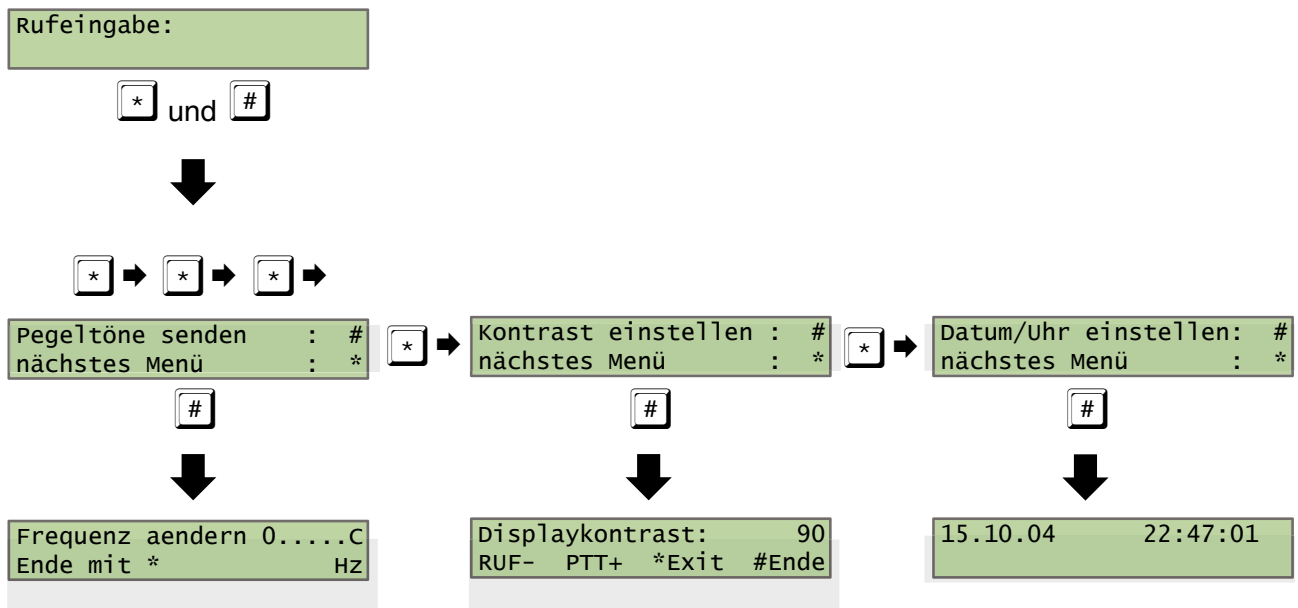 Rufeingabe:
* und #
* * *
Pegeltöne senden : #
nächstes Menü : *
*
Kontrast einstellen : #
nächstes Menü : *
*
Datum/Uhr einstellen: #
nächstes Menü : *
# # #
Frequenz aendern 0.....C
Ende mit * Hz
Displaykontrast: 90
RUF- PTT+ *Exit #Ende
15.10.04 22:47:01